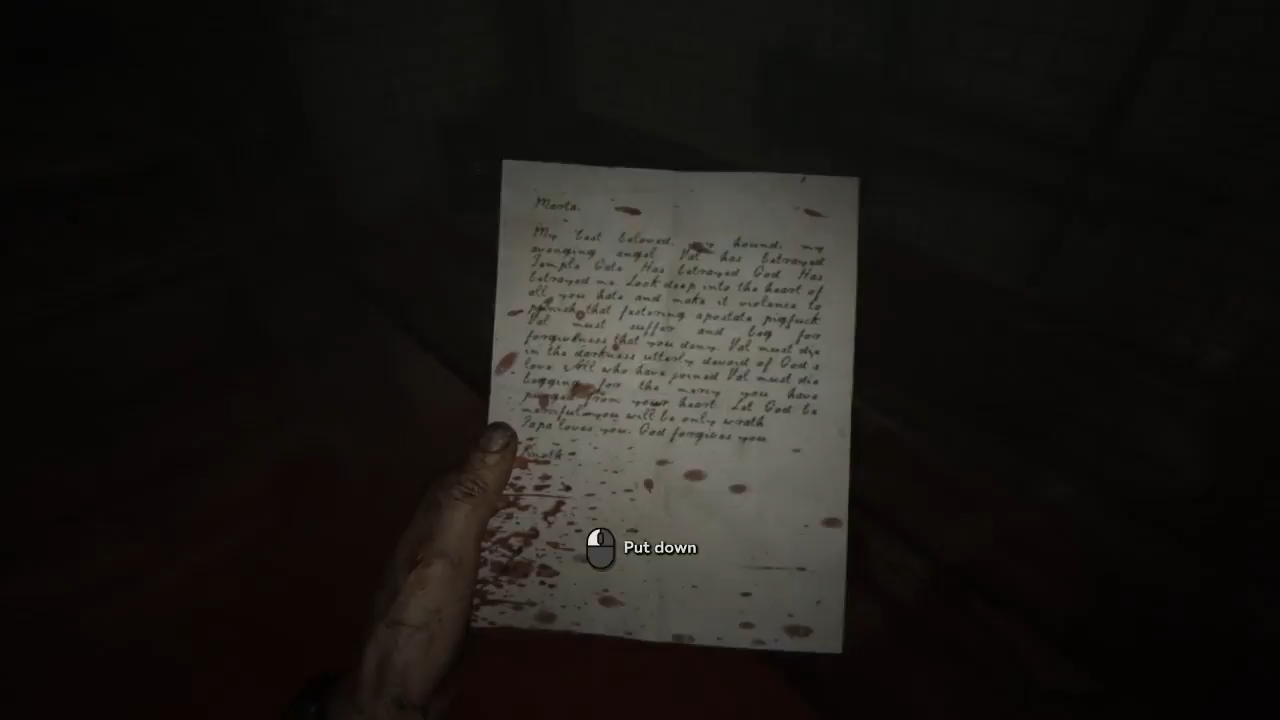 Marta.
My best beloved, my hound, my
avenging angel. Val has betrayed
Temple Gate. Has betrayed God. Has
betrayed me. Look deep into the heart of
all you hate and make it violence to
punish that festering apostate pigfuck
Val must suffer and beg for
forgiveness that you deny. Val must die
in the darkness utterly devoid of God's
love. All who have joined Val must die
begging for the mercy you have
purged from your heart. Let God be
merciful, you will be only wrath
Papa loves you. God forgives you
Knoth
Put down